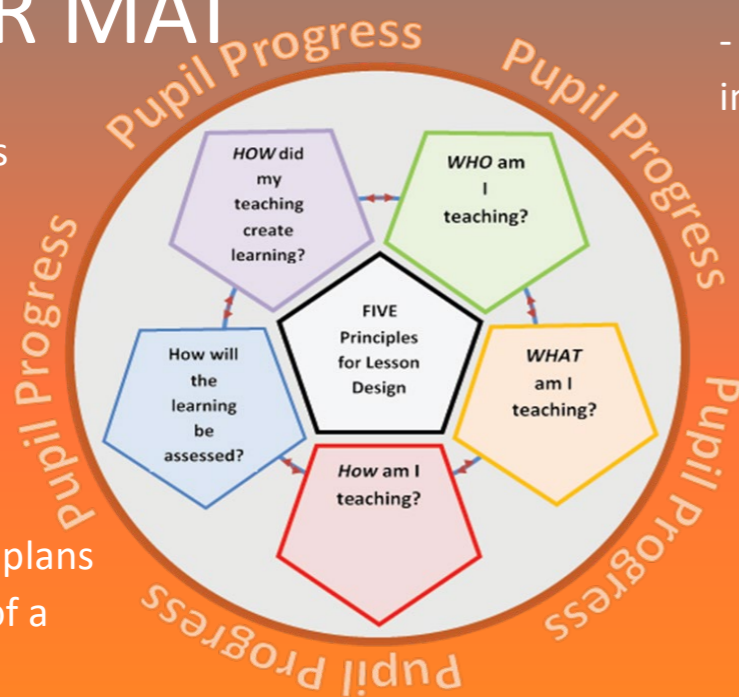 R MAT
Pupil Progress
Pupil Progress
-
in
s
HOW did
my
teaching
create
learning?
WHO am
I
teaching?
Pupil Progress
FIVE
Principles
for Lesson
Design
How will
the
learning
be
assessed?
WHAT
am I
teaching?
Pupil Progress
How am I
teaching?
plans
of a
Pupil Progress